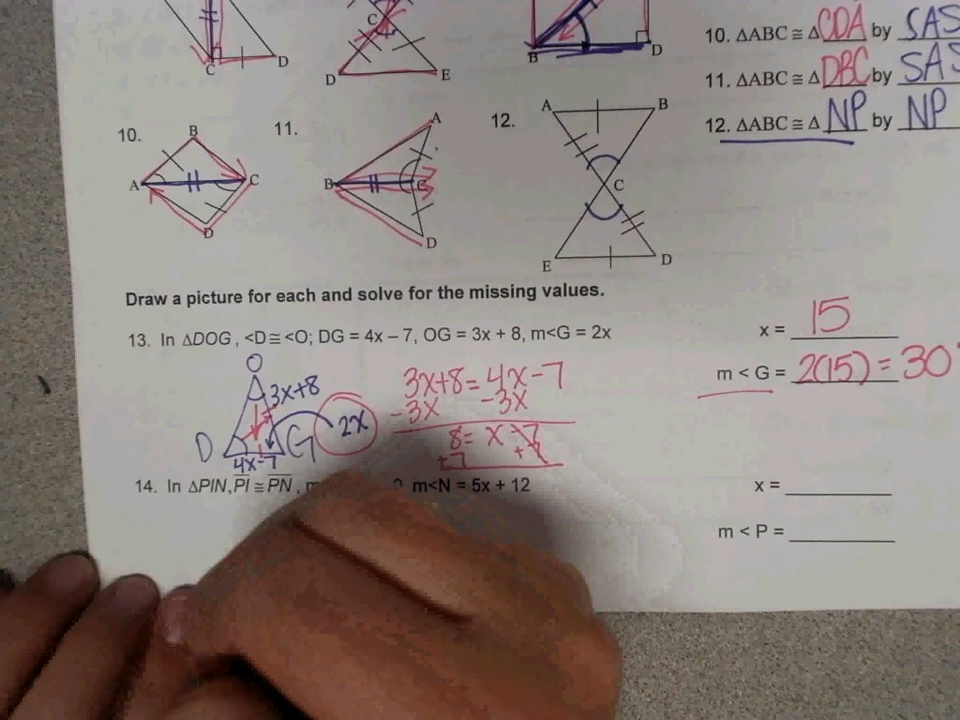 C
D
C
D
E
B
D
10. ΔABC ≅ Δ CDA by SAS
11. ΔABC ≅ Δ DBC by SAS
12. ΔABC ≅ Δ NP by NP
10.
B
A
C
D
11.
A
B
C
D
12.
A
B
C
E
D
Draw a picture for each and solve for the missing values.
13. In ΔDOG, <D≅<O; DG = 4x – 7, OG = 3x + 8, m<G = 2x
x = 15
m < G = 2(15) = 30°
O
3x+8
D
G
2x
4x-7
3x+8=4x-7
-3x -3x
8= x -7
+7 +7
14. In ΔPIN, PI ≅ PN, m<N = 5x + 12
x =
m < P =